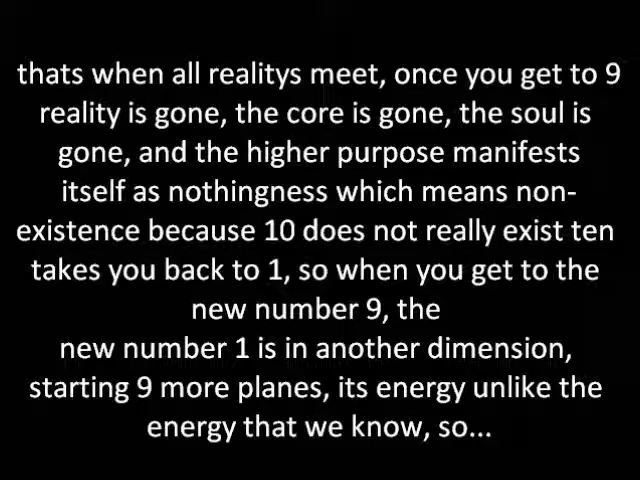 thats when all realitys meet, once you get to 9
reality is gone, the core is gone, the soul is
gone, and the higher purpose manifests
itself as nothingness which means non-
existence because 10 does not really exist ten
takes you back to 1, so when you get to the
new number 9, the
new number 1 is in another dimension,
starting 9 more planes, its energy unlike the
energy that we know, so...